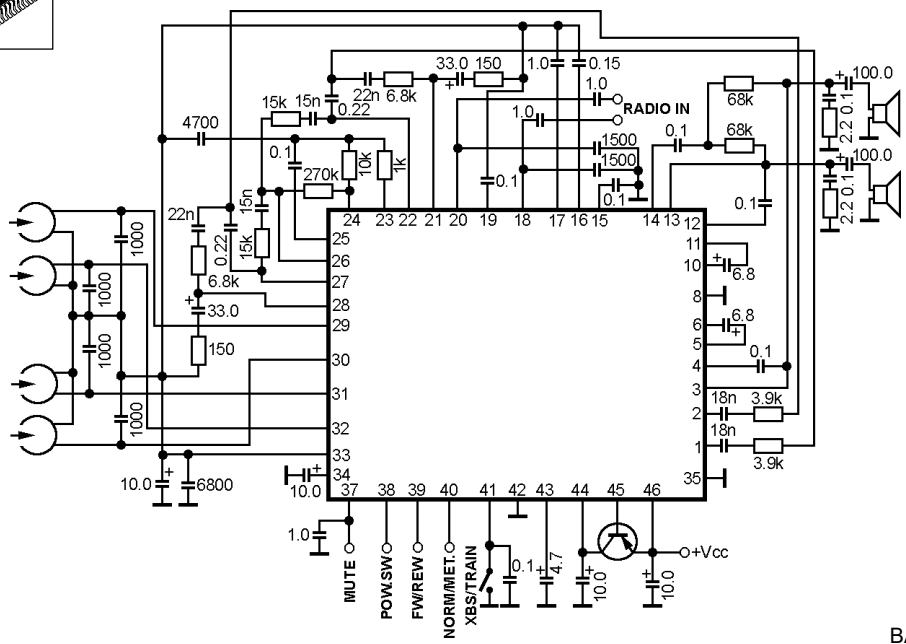 33.0 150 1.0 0.15
22n 6.8k
15k 15n 0.22
1.0
1.0
RADIO IN
68k
68k
+ 100.0
2.2 0.1
+ 100.0
2.2 0.1
4700
0.1
270k
10k
1k
15n
15k
0.22
22n
6.8k
+ 33.0
150
0.1
1500
1500
0.1
0.1
0.1
24 23 22 21 20 19 18 17 16 15 14 13
12
11
10
8
6
5
4
3
2
1
35
25
26
27
28
29
30
31
32
33
34
+ 6.8
6.8 +
0.1
18n 3.9k
18n 3.9k
1000
1000
1000
1000
10.0 +
6800
10.0 +
37 38 39 40 41 42 43 44 45 46
1.0
MUTE
POW.SW
FW/REW
NORM/MET.
XBS/TRAIN
0.1
+ 4.7
+ 10.0
+ 10.0
+Vcc